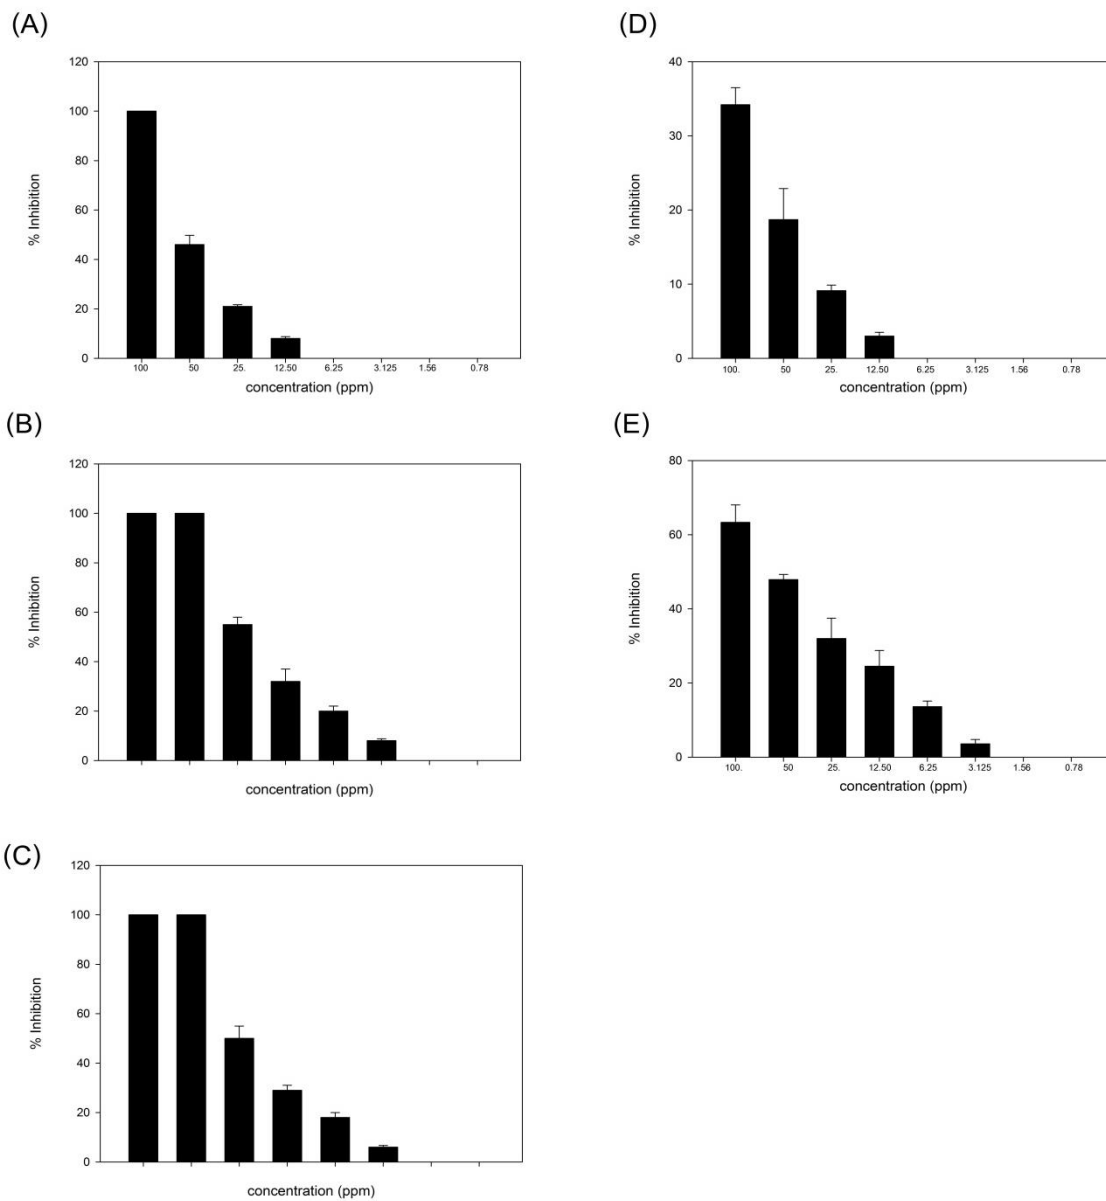 (A)
120
100
80
60
40
20
0
% Inhibition
100 50 25. 12.50 6.25 3.125 1.56 0.78
concentration (ppm)
(B)
120
100
80
60
40
20
0
% Inhibition
concentration (ppm)
(C)
120
100
80
60
40
20
0
% Inhibition
concentration (ppm)
(D)
40
30
20
10
0
% Inhibition
100. 50 25. 12.50 6.25 3.125 1.56 0.78
concentration (ppm)
(E)
80
60
40
20
0
% Inhibition
100. 50 25. 12.50 6.25 3.125 1.56 0.78
concentration (ppm)